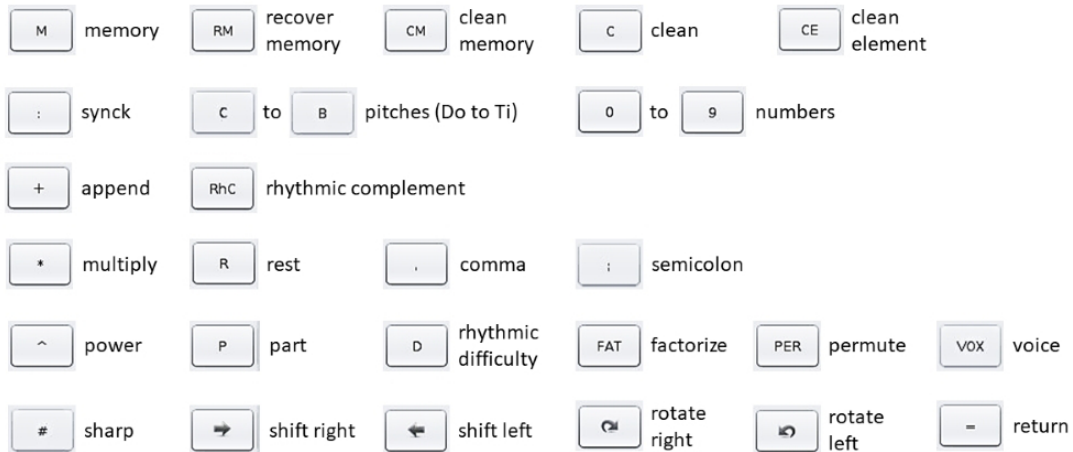 M memory RM recover memory CM clean memory C clean CE clean element
: synck C to B pitches (Do to Ti) 0 to 9 numbers
+ append RhC rhythmic complement
* multiply R rest , comma ; semicolon
^ power P part D rhythmic difficulty FAT factorize PER permute VOX voice
# sharp shift right shift left rotate right rotate left = return